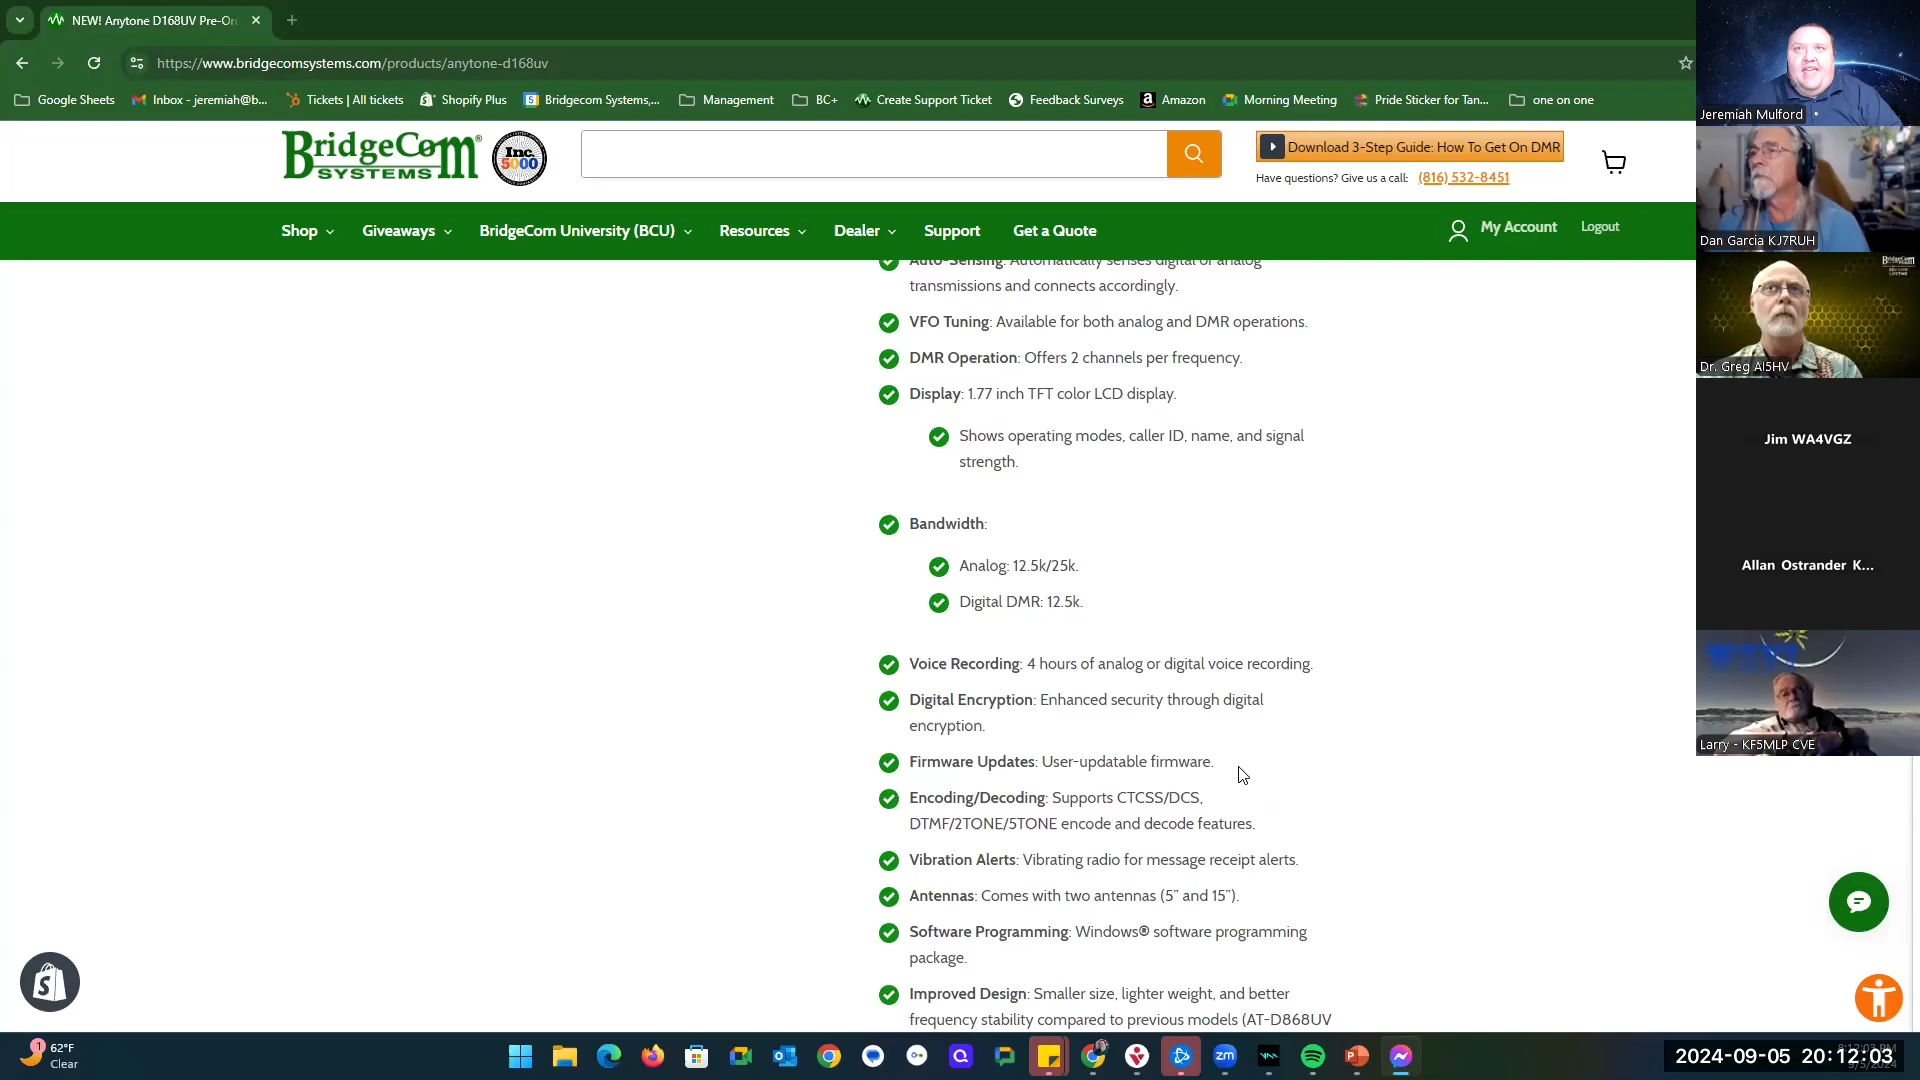 NEW! Anytone D168UV Pre-Or
https://www.bridgecomsystems.com/products/anytone-d168uv
Google Sheets
Inbox - jeremiah@b...
Tickets | All tickets
Shopify Plus
Bridgecom Systems,...
Management
BC+
Create Support Ticket
Feedback Surveys
Amazon
Morning Meeting
Pride Sticker for Tan...
one on one
BridgeCom
SYSTEMS
Inc.
5000
Download 3-Step Guide: How To Get On DMR
Have questions? Give us a call: (816) 532-8451
Shop
Giveaways
BridgeCom University (BCU)
Resources
Dealer
Support
Get a Quote
My Account
Logout
Auto-Sensing: Automatically senses digital or analog
transmissions and connects accordingly.
VFO Tuning: Available for both analog and DMR operations.
DMR Operation: Offers 2 channels per frequency.
Display: 1.77 inch TFT color LCD display.
Shows operating modes, caller ID, name, and signal
strength.
Bandwidth:
Analog: 12.5k/25k.
Digital DMR: 12.5k.
Voice Recording: 4 hours of analog or digital voice recording.
Digital Encryption: Enhanced security through digital
encryption.
Firmware Updates: User-updatable firmware.
Encoding/Decoding: Supports CTCSS/DCS,
DTMF/2TONE/5TONE encode and decode features.
Vibration Alerts: Vibrating radio for message receipt alerts.
Antennas: Comes with two antennas (5” and 15”).
Software Programming: Windows® software programming
package.
Improved Design: Smaller size, lighter weight, and better
frequency stability compared to previous models (AT-D868UV
Jeremiah Mulford
Dan Garcia KJ7RUH
BridgeCom
Dr. Greg AI5HV
Jim WA4VGZ
Allan Ostrander K...
Larry - KF5MLP CVE
1
62°F
Clear
zm
2024-09-05 20:12:03